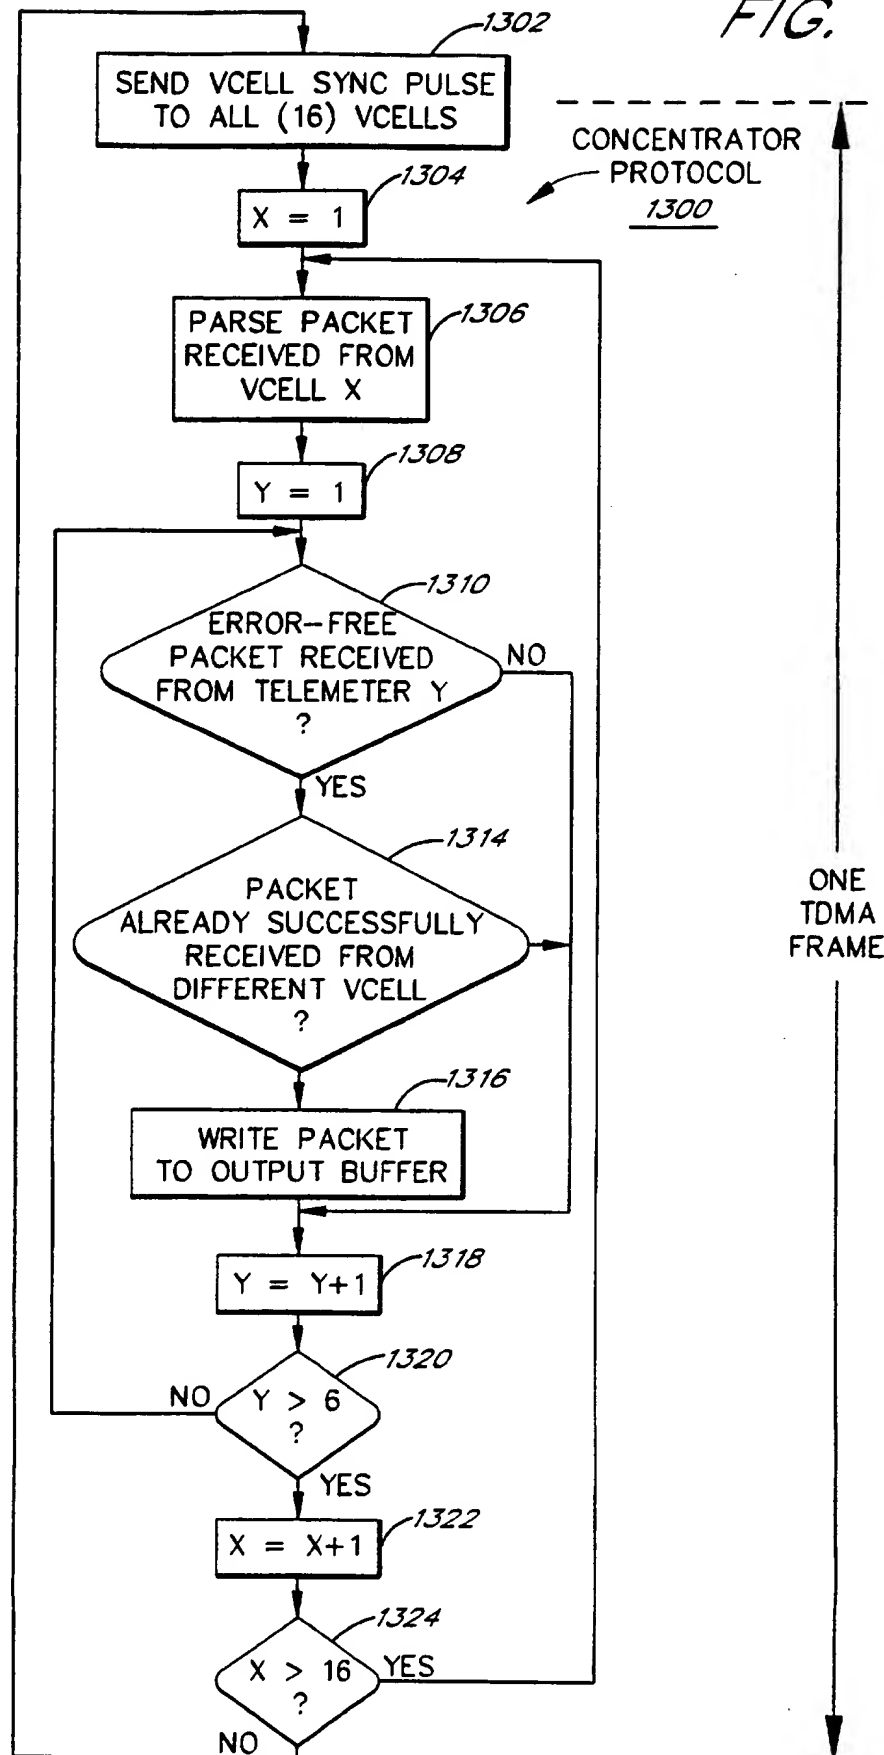 FIG.
1302
SEND VCELL SYNC PULSE
TO ALL (16) VCELLS
CONCENTRATOR
PROTOCOL
1300
1304
X = 1
1306
PARSE PACKET
RECEIVED FROM
VCELL X
1308
Y = 1
1310
ERROR-FREE
PACKET RECEIVED
FROM TELEMETER Y
?
NO
YES
1314
PACKET
ALREADY SUCCESSFULLY
RECEIVED FROM
DIFFERENT VCELL
?
ONE
TDMA
FRAME
1316
WRITE PACKET
TO OUTPUT BUFFER
1318
Y = Y+1
1320
Y > 6
?
NO
YES
1322
X = X+1
1324
X > 16
?
YES
NO